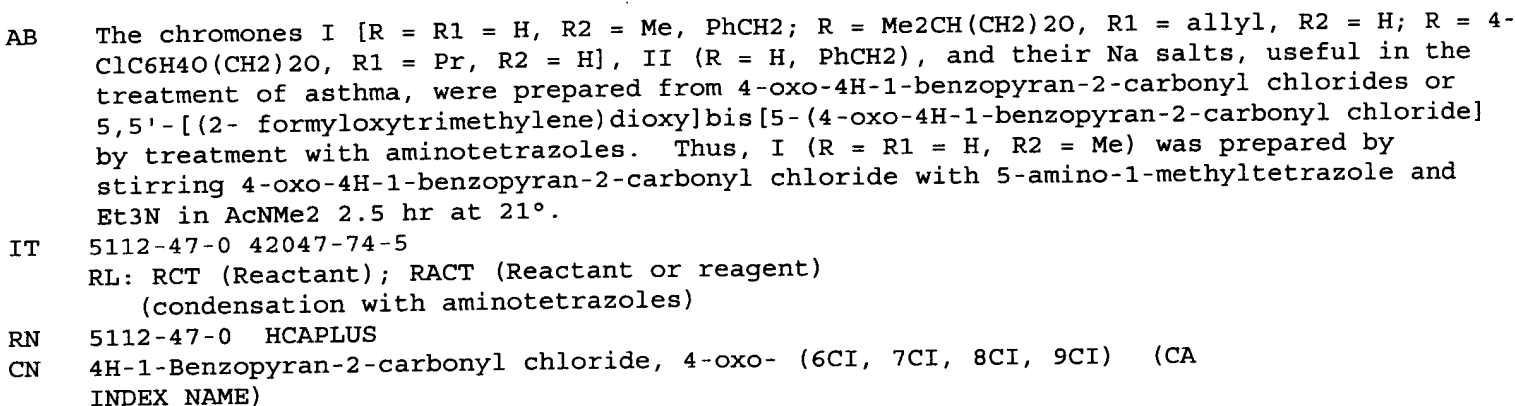 AB The chromones I [R = R1 = H, R2 = Me, PhCH2; R = Me2CH(CH2)2O, R1 = allyl, R2 = H; R = 4-
ClC6H4O(CH2)2O, R1 = Pr, R2 = H], II (R = H, PhCH2), and their Na salts, useful in the
treatment of asthma, were prepared from 4-oxo-4H-1-benzopyran-2-carbonyl chlorides or
5,5'-[(2- formyloxytrimethylene)dioxy]bis[5-(4-oxo-4H-1-benzopyran-2-carbonyl chloride]
by treatment with aminotetrazoles. Thus, I (R = R1 = H, R2 = Me) was prepared by
stirring 4-oxo-4H-1-benzopyran-2-carbonyl chloride with 5-amino-1-methyltetrazole and
Et3N in AcNMe2 2.5 hr at 21°.
IT 5112-47-0 42047-74-5
RL: RCT (Reactant); RACT (Reactant or reagent)
(condensation with aminotetrazoles)
RN 5112-47-0 HCAPLUS
CN 4H-1-Benzopyran-2-carbonyl chloride, 4-oxo- (6CI, 7CI, 8CI, 9CI) (CA
INDEX NAME)